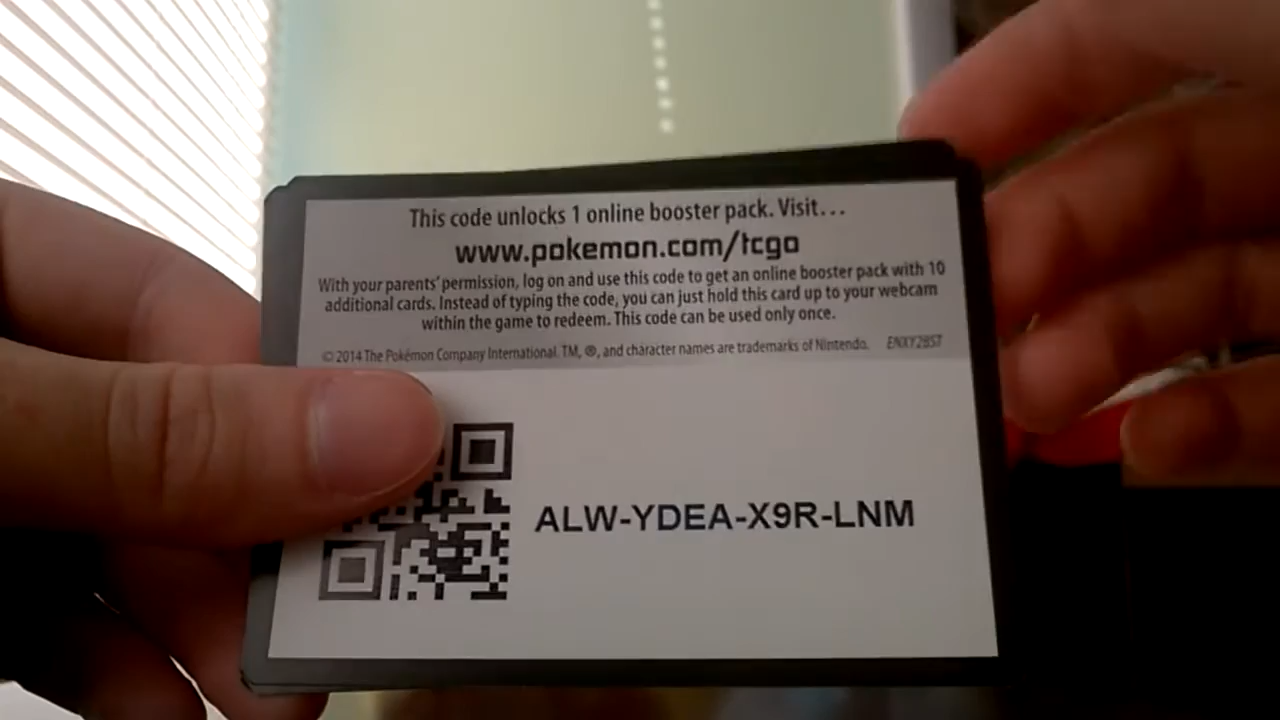 This code unlocks 1 online booster pack. Visit...
www.pokemon.com/tcgo
With your parents' permission, log on and use this code to get an online booster pack with 10
additional cards. Instead of typing the code, you can just hold this card up to your webcam
within the game to redeem. This code can be used only once.
© 2014 The Pokémon Company International. TM, ®, and character names are trademarks of Nintendo. ENXY2BST
ALW-YDEA-X9R-LNM